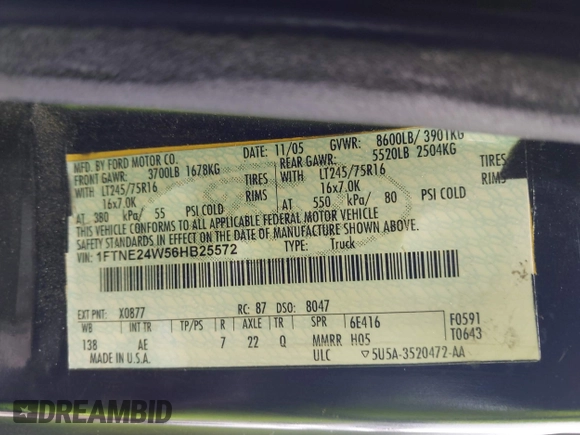 MFD. BY FORD MOTOR CO.
DATE: 11/05 GVWR: 8600LB/ 3901KG
FRONT GAWR: 3700LB 1678KG REAR GAWR: 5520LB 2504KG
WITH LT245/75R16 TIRES WITH LT245/75R16 TIRES
16x7.0K RIMS 16x7.0K RIMS
AT 380 kPa/ 55 PSI COLD AT 550 kPa/ 80 PSI COLD
THIS VEHICLE CONFORMS TO ALL APPLICABLE FEDERAL MOTOR VEHICLE
SAFETY STANDARDS IN EFFECT ON THE DATE OF MANUFACTURE SHOWN ABOVE.
VIN: 1FTNE24W56HB25572 TYPE: Truck
EXT PNT: X0877 RC: 87 DSO: 8047
WB INT TR TP/PS R AXLE TR SPR 6E416 F0591
138 AE 7 22 Q MMRR H05 T0643
MADE IN U.S.A. ULC ▽5U5A-3520472-AA
DREAMBID